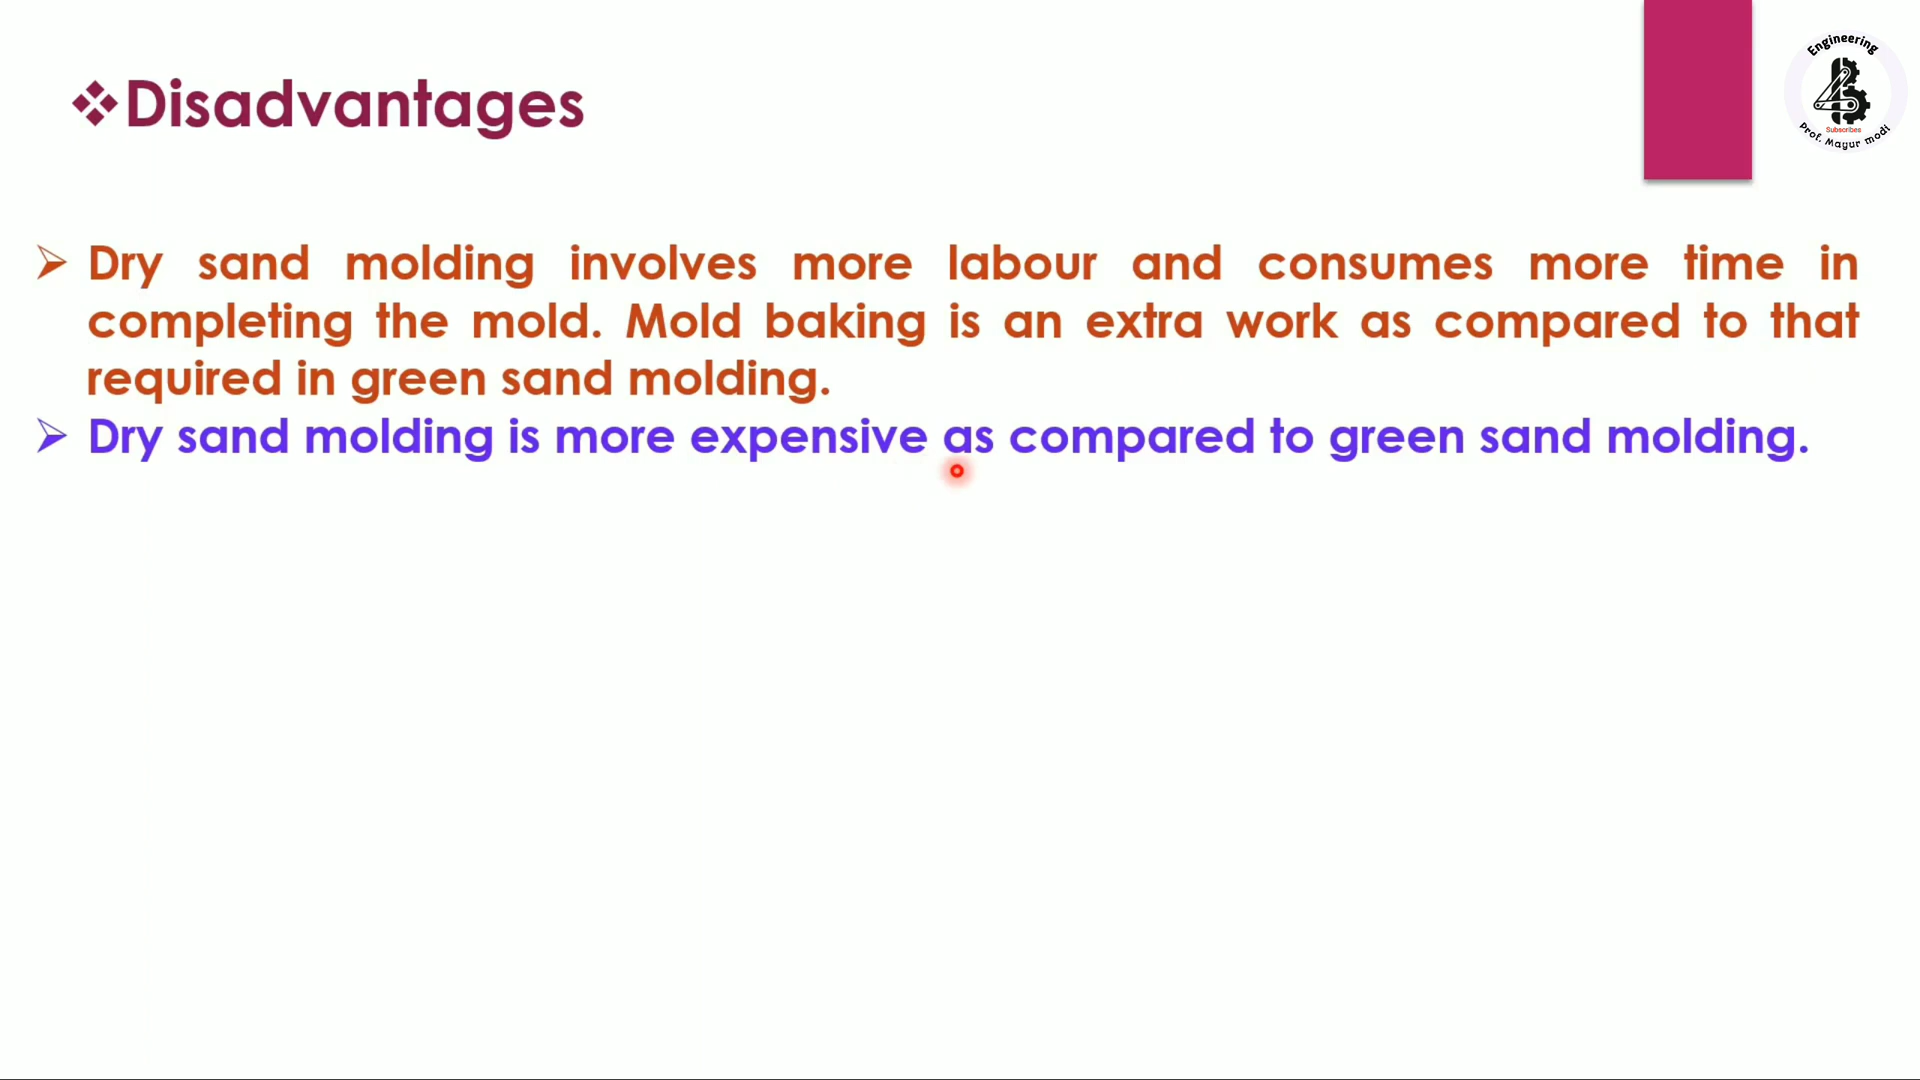 ❖Disadvantages
Engineering
Subscribes
Prof. Mayur modi
➢ Dry sand molding involves more labour and consumes more time in
completing the mold. Mold baking is an extra work as compared to that
required in green sand molding.
➢ Dry sand molding is more expensive as compared to green sand molding.